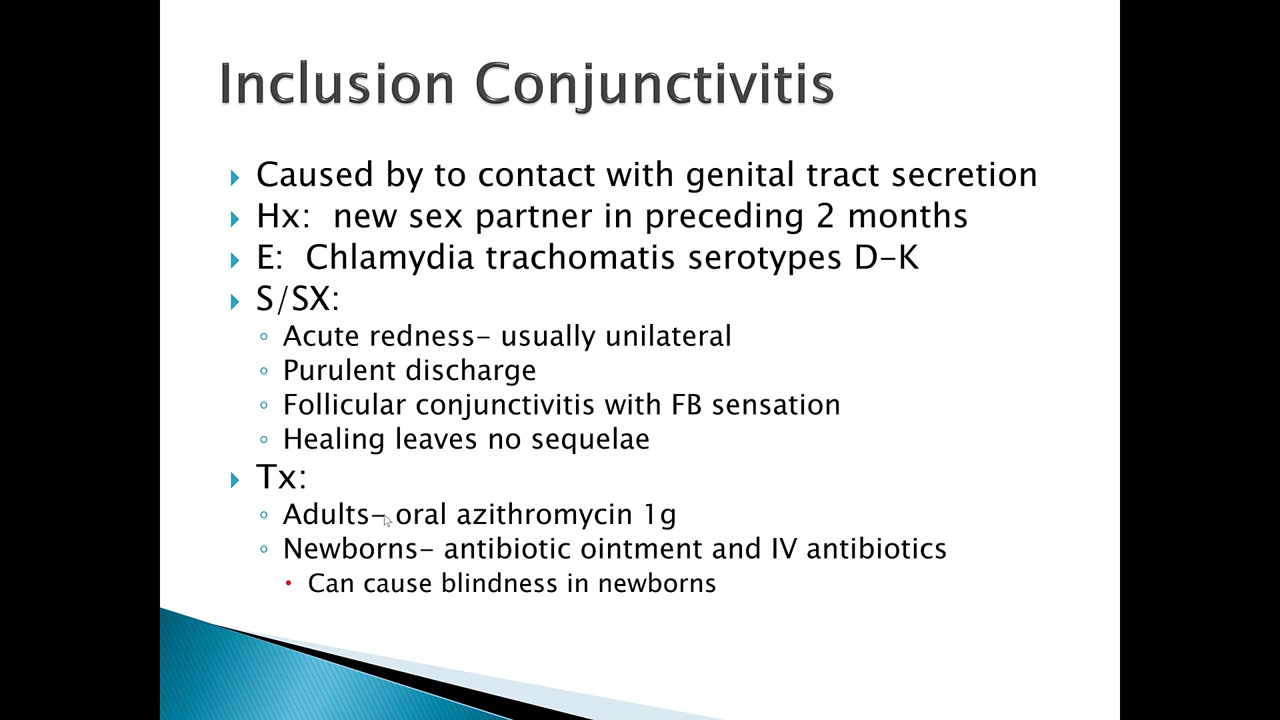 Inclusion Conjunctivitis
Caused by to contact with genital tract secretion
Hx: new sex partner in preceding 2 months
E: Chlamydia trachomatis serotypes D-K
S/SX:
Acute redness- usually unilateral
Purulent discharge
Follicular conjunctivitis with FB sensation
Healing leaves no sequelae
Tx:
Adults- oral azithromycin 1g
Newborns- antibiotic ointment and IV antibiotics
Can cause blindness in newborns